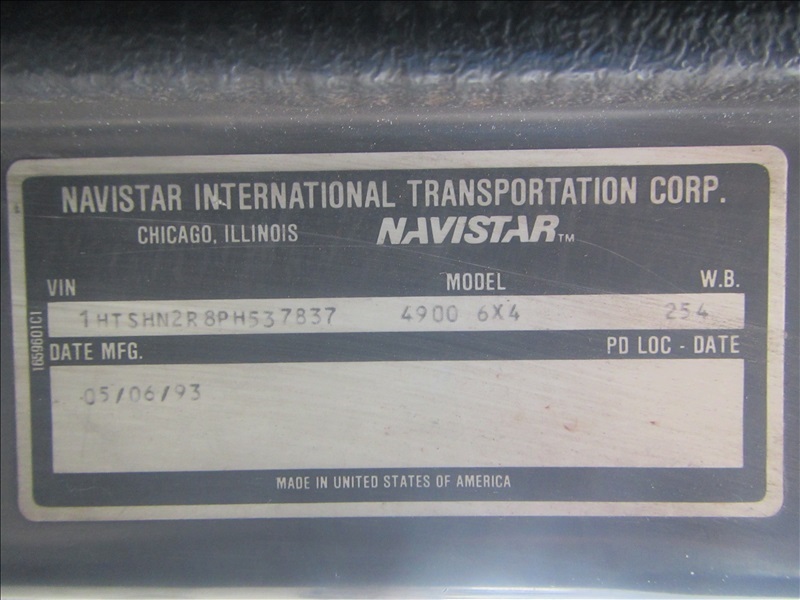 NAVISTAR INTERNATIONAL TRANSPORTATION CORP.
CHICAGO, ILLINOIS NAVISTAR™
VIN MODEL W.B.
1HTSHN2R8PH537837 4900 6X4 254
1659601C1
DATE MFG. PD LOC - DATE
05/06/93
MADE IN UNITED STATES OF AMERICA